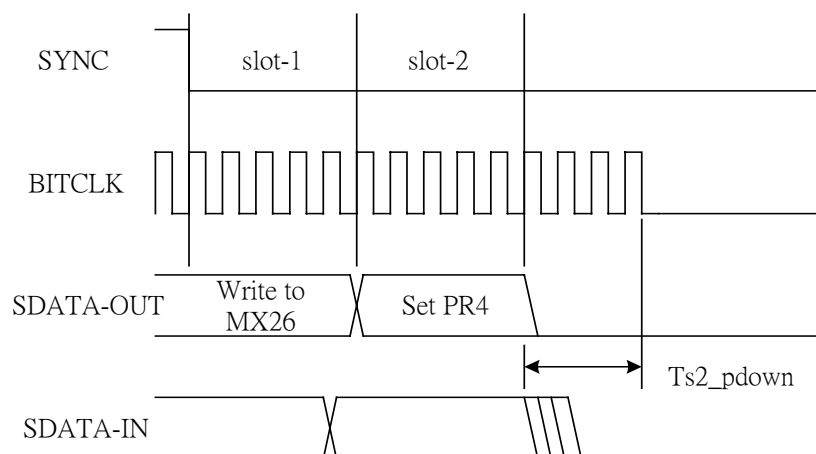 SYNC
slot-1
slot-2
BITCLK
SDATA-OUT
Write to
MX26
Set PR4
Ts2_pdown
SDATA-IN